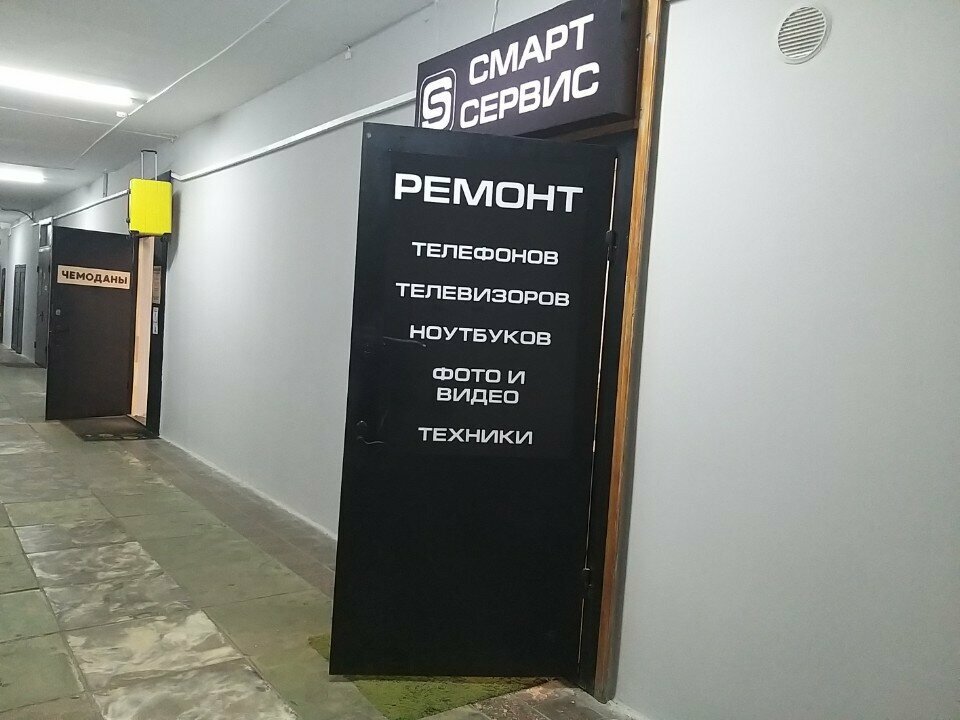 СМАРТ
S СЕРВИС
РЕМОНТ
ТЕЛЕФОНОВ
ТЕЛЕВИЗОРОВ
НОУТБУКОВ
ФОТО И
ВИДЕО
ТЕХНИКИ
ЧЕМОДАНЫ